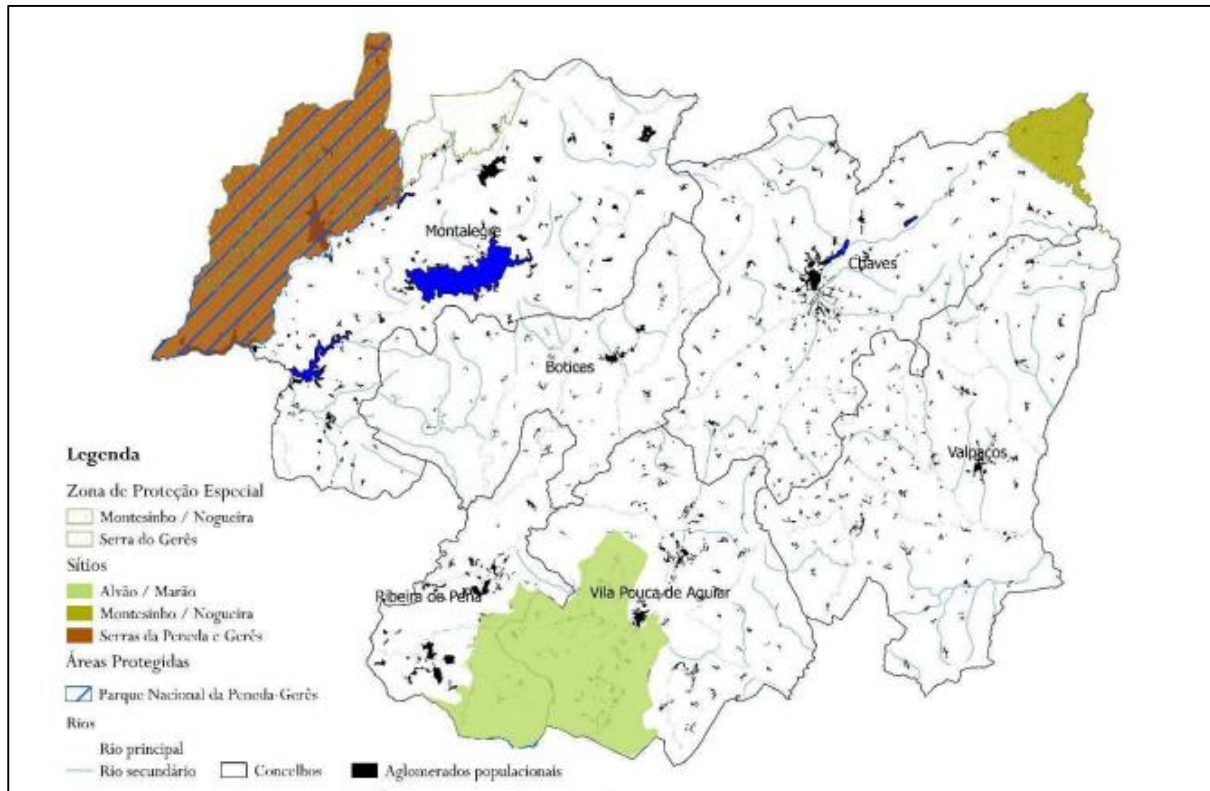 Montalegre
Chaves
Botices
Valpaços
Ribeira de Pena
Vila Pouca de Aguiar
Legenda
Zona de Proteção Especial
Montesinho / Nogueira
Serra do Gerês
Sítios
Alvão / Marão
Montesinho / Nogueira
Serras da Peneda e Gerês
Áreas Protegidas
Parque Nacional da Peneda-Gerês
Rios
Rio principal
Rio secundário
Concelhos
Aglomerados populacionais